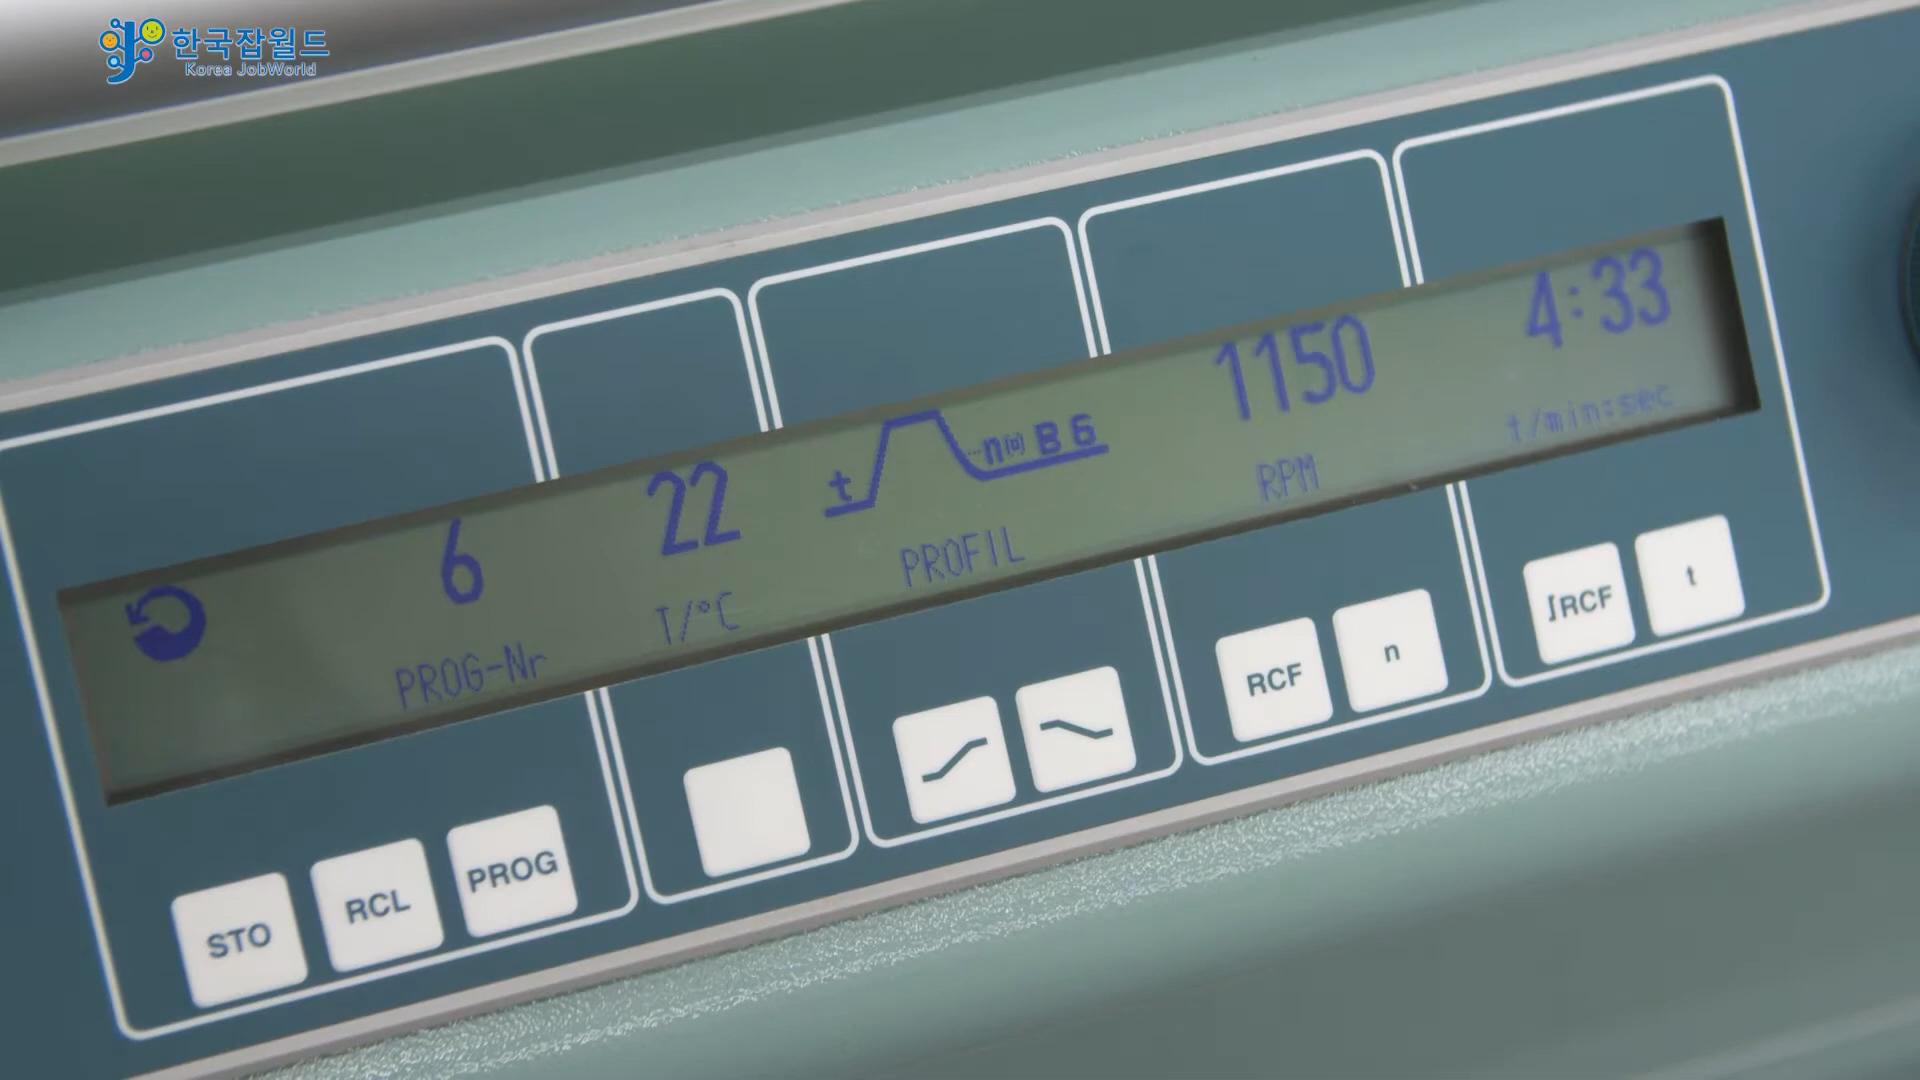 한국잡월드
Korea JobWorld
6 22 t B 6 1150 4:33
PROG-Nr T/°C PROFIL RPM t/min:sec
STO RCL PROG RCF n ∫RCF t